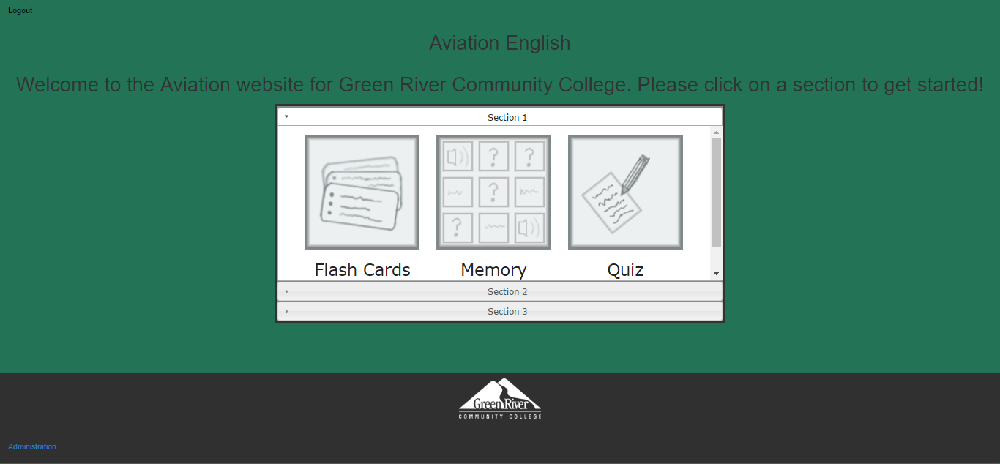 Logout
Aviation English
Welcome to the Aviation website for Green River Community College. Please click on a section to get started!
Section 1
? ?
?
?
Flash Cards Memory Quiz
Section 2
Section 3
Green River
COMMUNITY COLLEGE
Administration